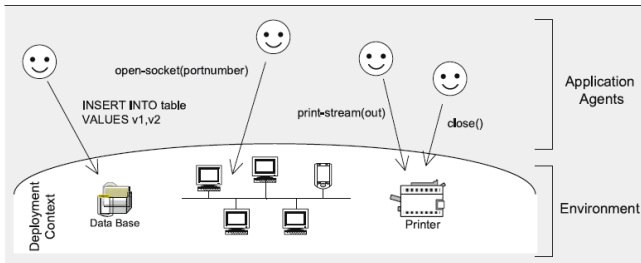 open-socket(portnumber)
INSERT INTO table
VALUES v1,v2
print-stream(out)
close()
Application
Agents
Deployment
Context
Data Base
Printer
Environment